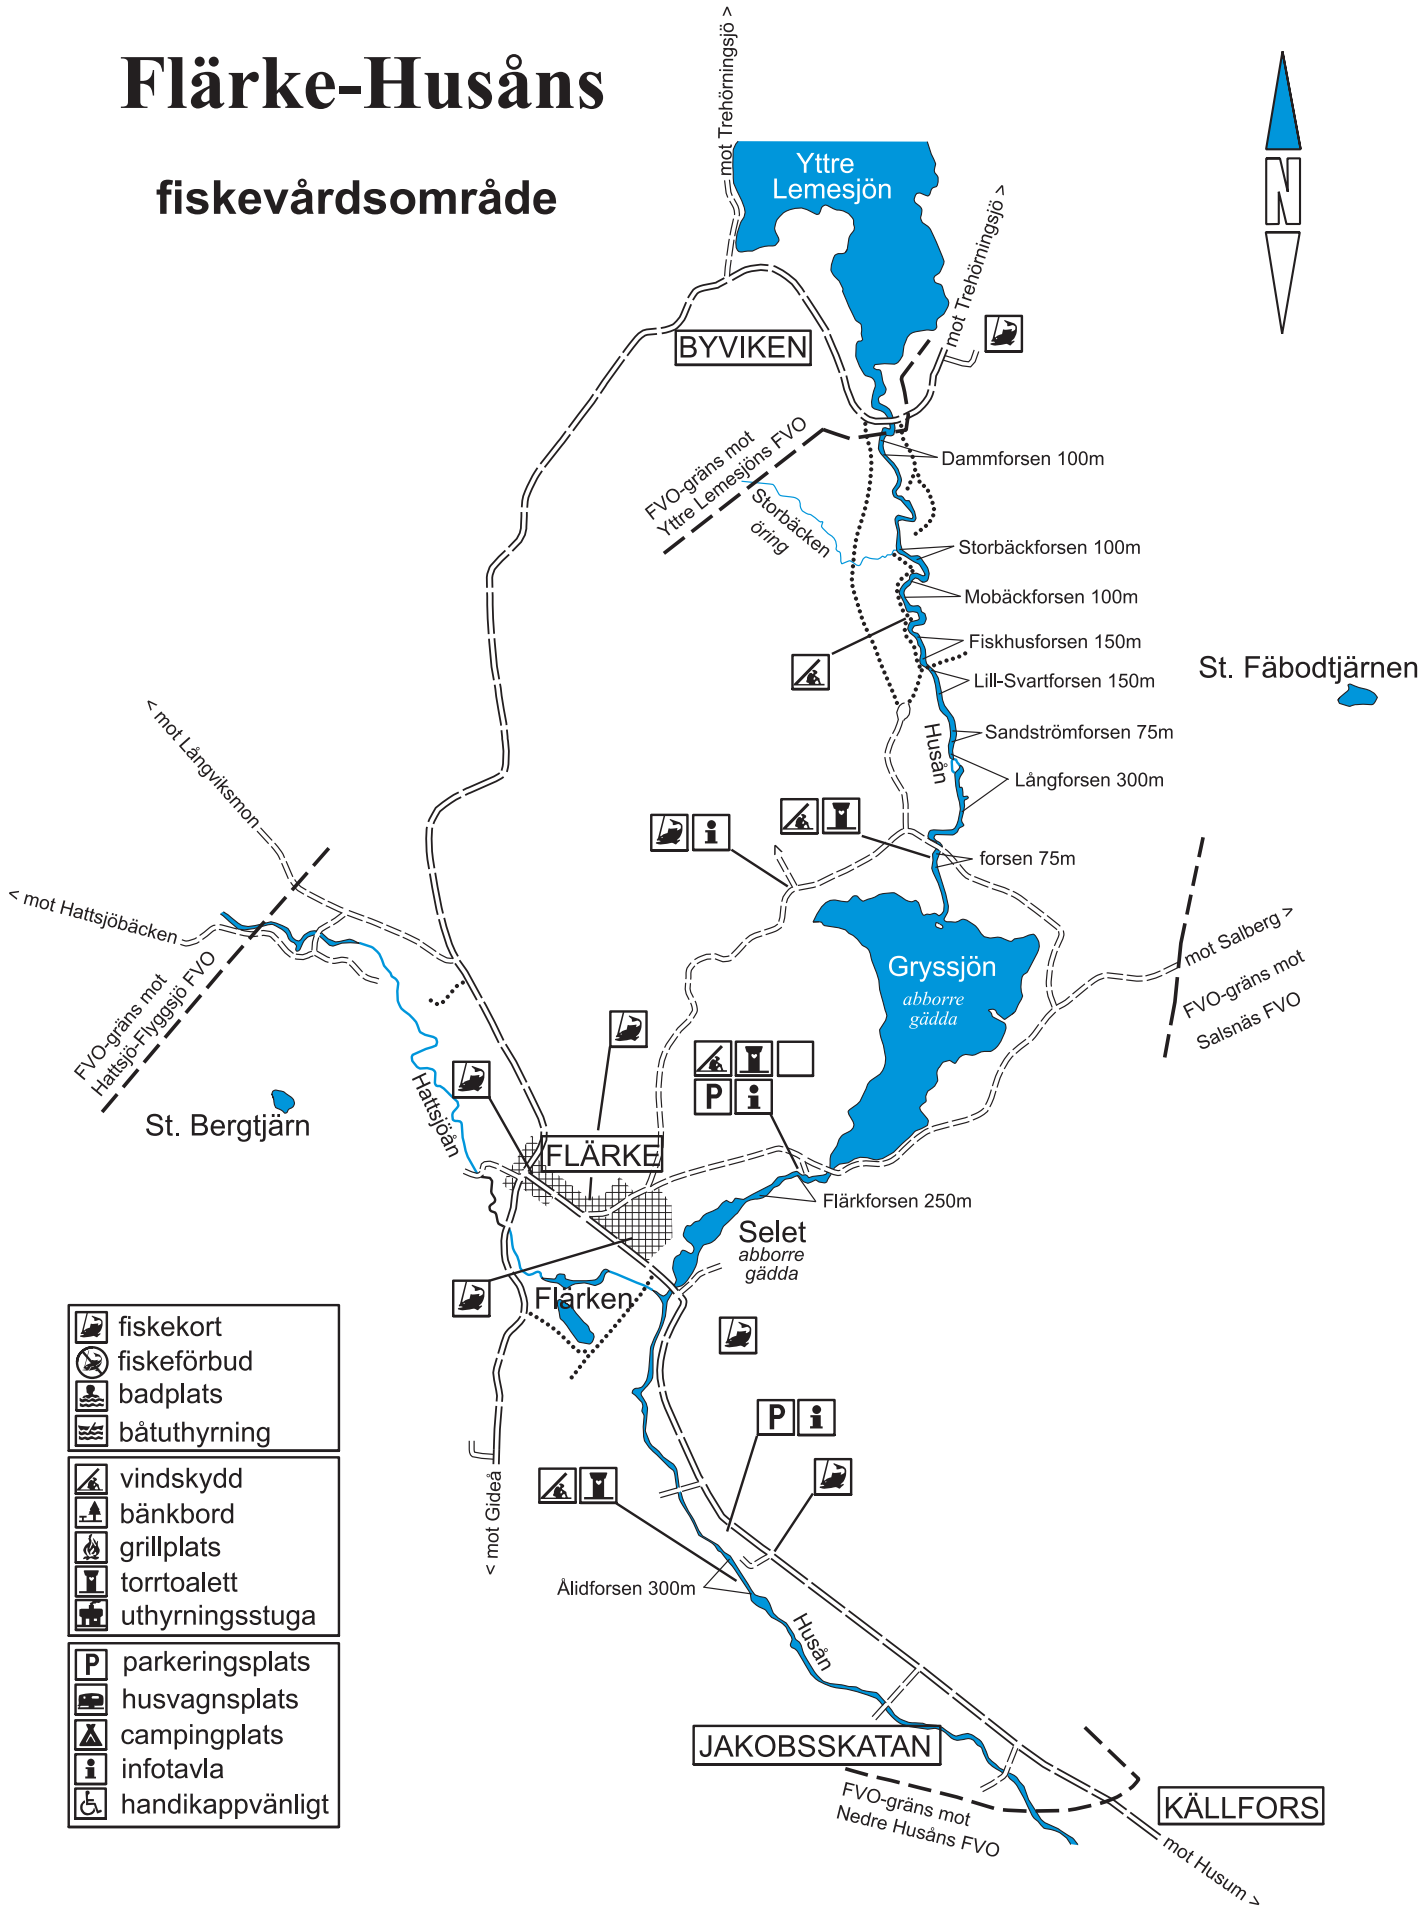 Flärke-Husåns
fiskevårdsområde
mot Trehörningsjö >
Yttre
Lemesjön
N
mot Trehörningsjö >
BYVIKEN
FVO-gräns mot
Yttre Lemesjöns FVO
Storbäcken
öring
Dammforsen 100m
Storbäckforsen 100m
Mobäckforsen 100m
Fiskhusforsen 150m
Lill-Svartforsen 150m
St. Fäbodtjärnen
Husån
Sandströmforsen 75m
Långforsen 300m
forsen 75m
< mot Långviksmon
< mot Hattsjöbäcken
FVO-gräns mot
Hattsjö-Flyggsjö FVO
St. Bergtjärn
Hattsjöån
i
<
Gryssjön
abborre
gädda
mot Salberg >
FVO-gräns mot
Salsnäs FVO
P i
FLÄRKE
Flärkforsen 250m
Selet
abborre
gädda
Flärken
< mot Gideå
P i
Ålidforsen 300m
Husån
JAKOBSSKATAN
FVO-gräns mot
Nedre Husåns FVO
KÄLLFORS
mot Husum >
fiskekort
fiskeförbud
badplats
båtuthyrning
vindskydd
bänkbord
grillplats
torrtoalett
uthyrningsstuga
P parkeringsplats
husvagnsplats
campingplats
i infotavla
handikappvänligt